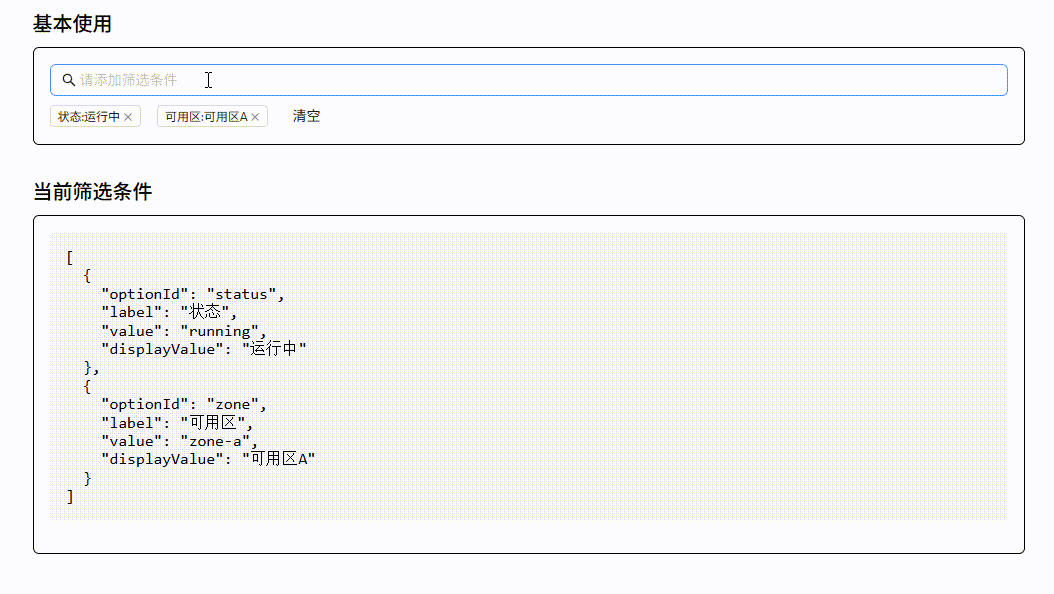 基本使用
请添加筛选条件
状态:运行中 × 可用区:可用区A × 清空
当前筛选条件
[
  {
    "optionId": "status",
    "label": "状态",
    "value": "running",
    "displayValue": "运行中"
  },
  {
    "optionId": "zone",
    "label": "可用区",
    "value": "zone-a",
    "displayValue": "可用区A"
  }
]